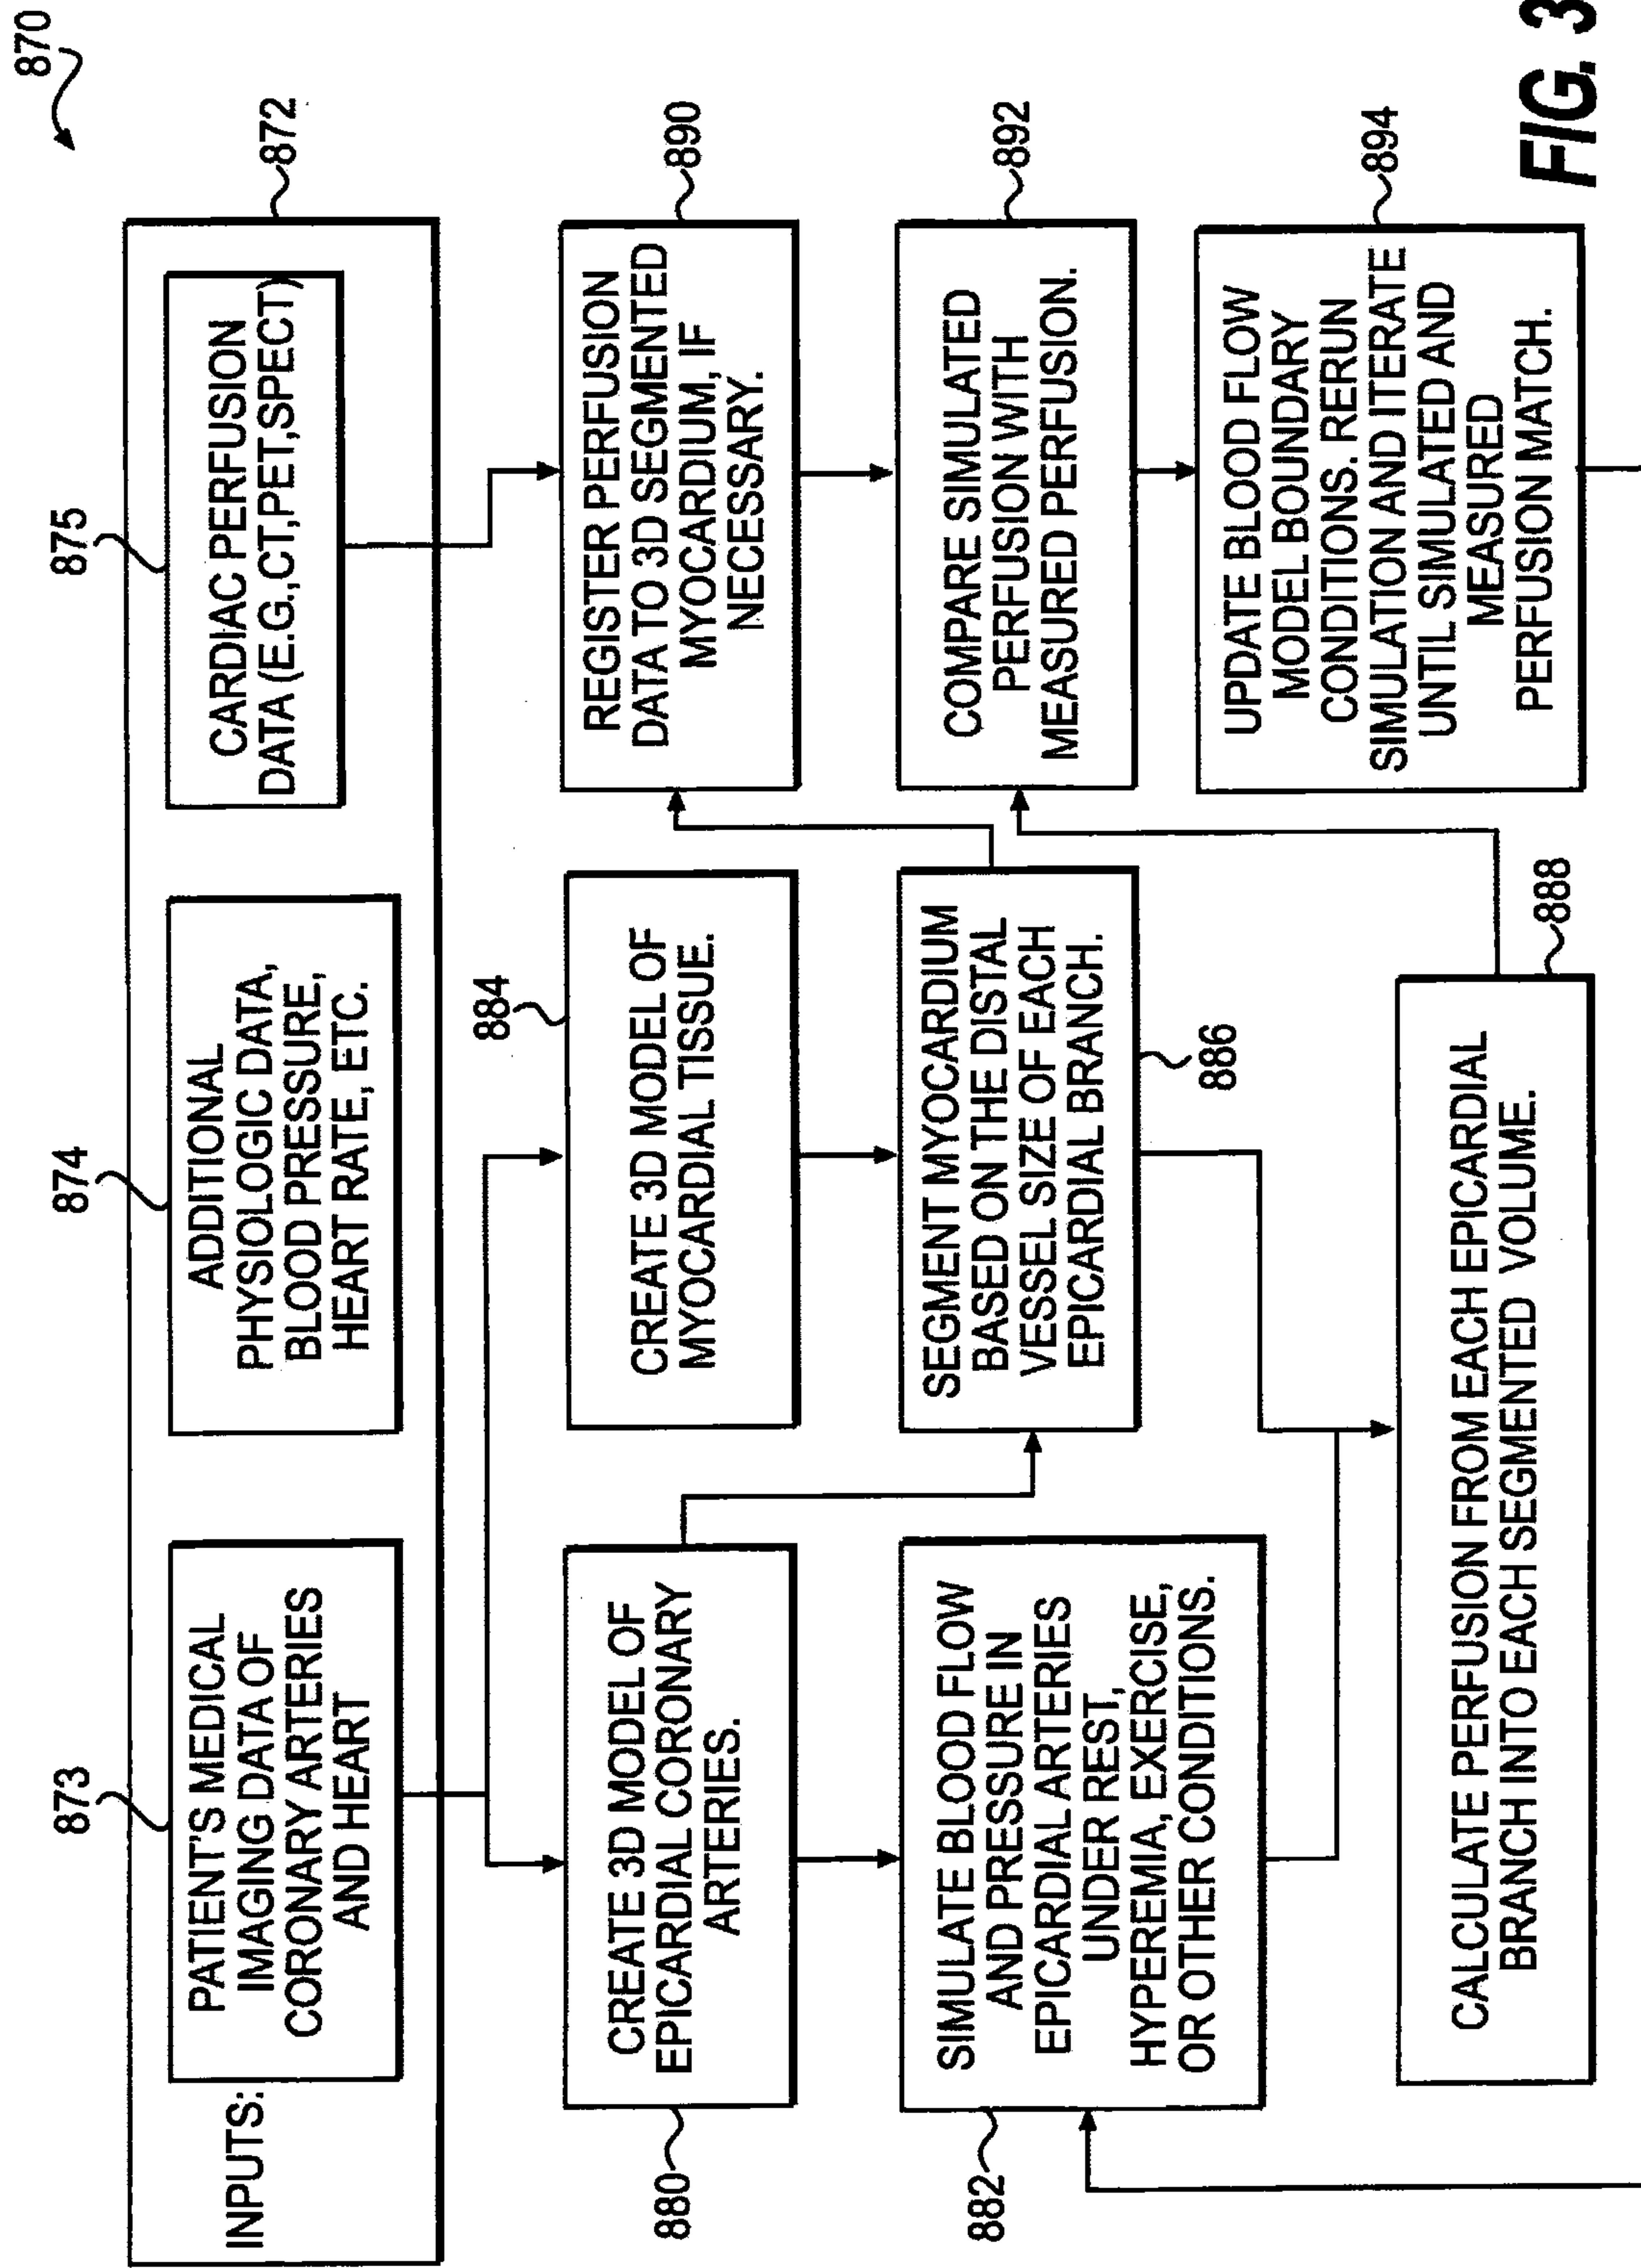 870
872
INPUTS:
873
PATIENT'S MEDICAL
IMAGING DATA OF
CORONARY ARTERIES
AND HEART
874
ADDITIONAL
PHYSIOLOGIC DATA,
BLOOD PRESSURE,
HEART RATE, ETC.
875
CARDIAC PERFUSION
DATA (E.G.,CT,PET,SPECT)
880
CREATE 3D MODEL OF
EPICARDIAL CORONARY
ARTERIES.
884
CREATE 3D MODEL OF
MYOCARDIAL TISSUE.
890
REGISTER PERFUSION
DATA TO 3D SEGMENTED
MYOCARDIUM, IF
NECESSARY.
882
SIMULATE BLOOD FLOW
AND PRESSURE IN
EPICARDIAL ARTERIES
UNDER REST,
HYPEREMIA, EXERCISE,
OR OTHER CONDITIONS.
886
SEGMENT MYOCARDIUM
BASED ON THE DISTAL
VESSEL SIZE OF EACH
EPICARDIAL BRANCH.
892
COMPARE SIMULATED
PERFUSION WITH
MEASURED PERFUSION.
888
CALCULATE PERFUSION FROM EACH EPICARDIAL
BRANCH INTO EACH SEGMENTED VOLUME.
894
UPDATE BLOOD FLOW
MODEL BOUNDARY
CONDITIONS. RERUN
SIMULATION AND ITERATE
UNTIL SIMULATED AND
MEASURED
PERFUSION MATCH.
FIG. 3